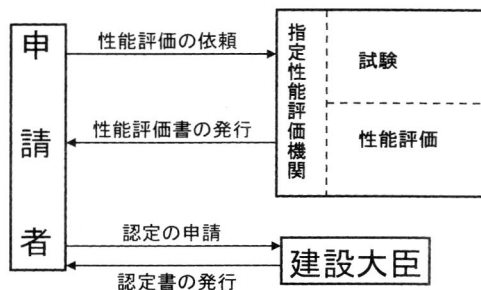 申請者
性能評価の依頼
指定性能評価機関
試験
性能評価書の発行
性能評価
認定の申請
建設大臣
認定書の発行